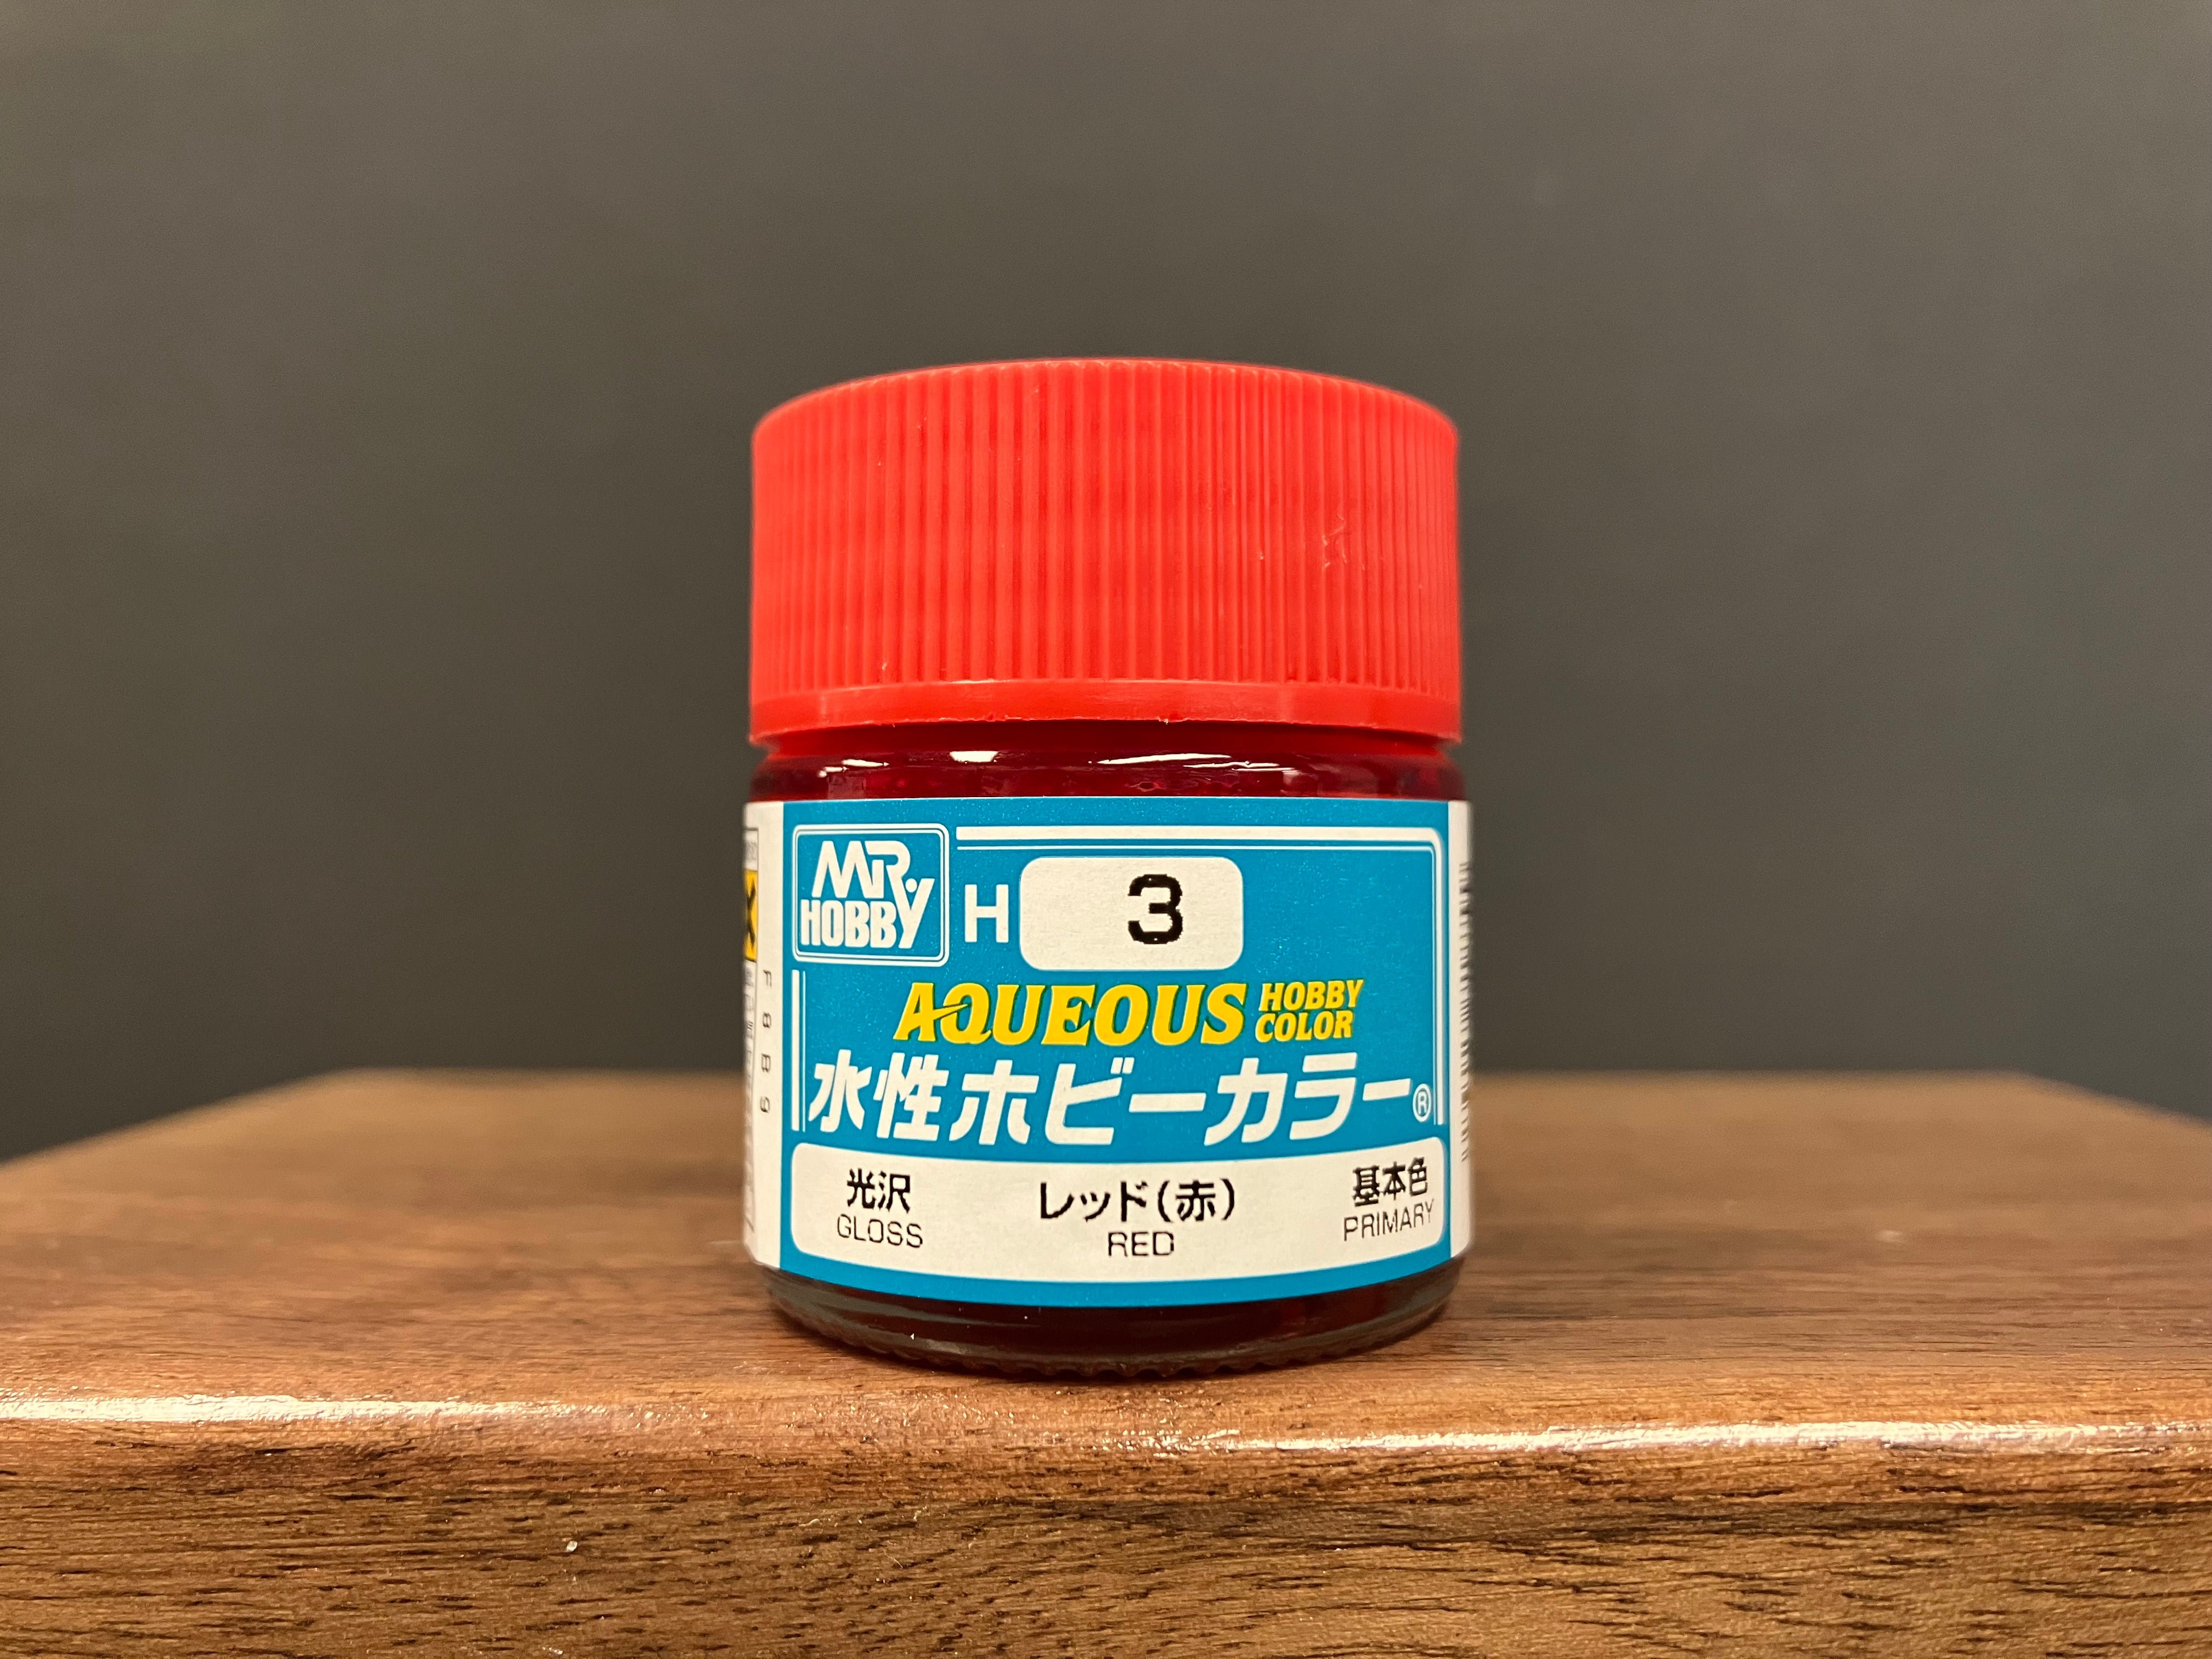 MR HOBBY
H 3
AQUEOUS HOBBY COLOR
水性ホビーカラー®
光沢 レッド(赤) 基本色
GLOSS RED PRIMARY
F8B9